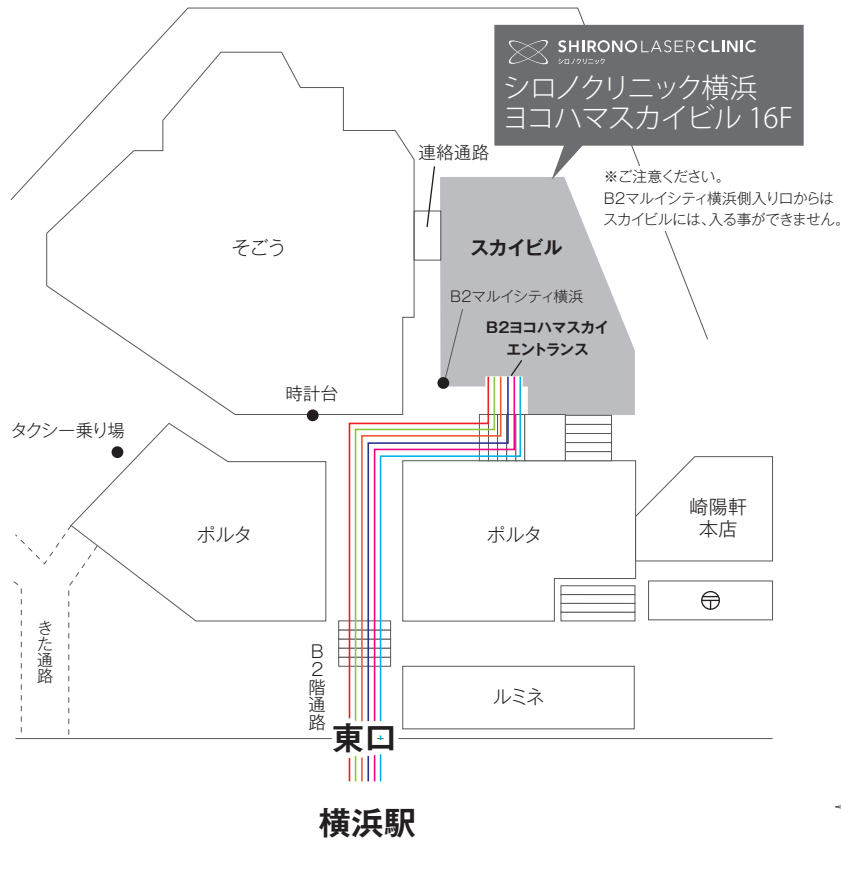 SHIRONO LASER CLINIC
シロノクリニック
シロノクリニック横浜
ヨコハマスカイビル 16F
連絡通路
※ご注意ください。
B2マルイシティ横浜側入り口からは
スカイビルには、入る事ができません。
そごう
スカイビル
B2マルイシティ横浜
B2ヨコハマスカイ
エントランス
時計台
タクシー乗り場
ポルタ
ポルタ
崎陽軒
本店
きた通路
B2階通路
ルミネ
東口
横浜駅